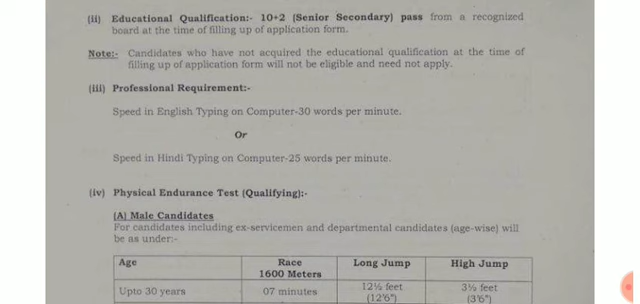 (ii) Educational Qualification:- 10+2 (Senior Secondary) pass from a recognized
board at the time of filling up of application form.
Note:- Candidates who have not acquired the educational qualification at the time of
filling up of application form will not be eligible and need not apply.
(iii) Professional Requirement:-
Speed in English Typing on Computer-30 words per minute.
Or
Speed in Hindi Typing on Computer-25 words per minute.
(iv) Physical Endurance Test (Qualifying):-
(A) Male Candidates
For candidates including ex-servicemen and departmental candidates (age-wise) will
be as under:-
Age Race Long Jump High Jump
1600 Meters
Upto 30 years 07 minutes 12½ feet 3½ feet
(12'6") (3'6")